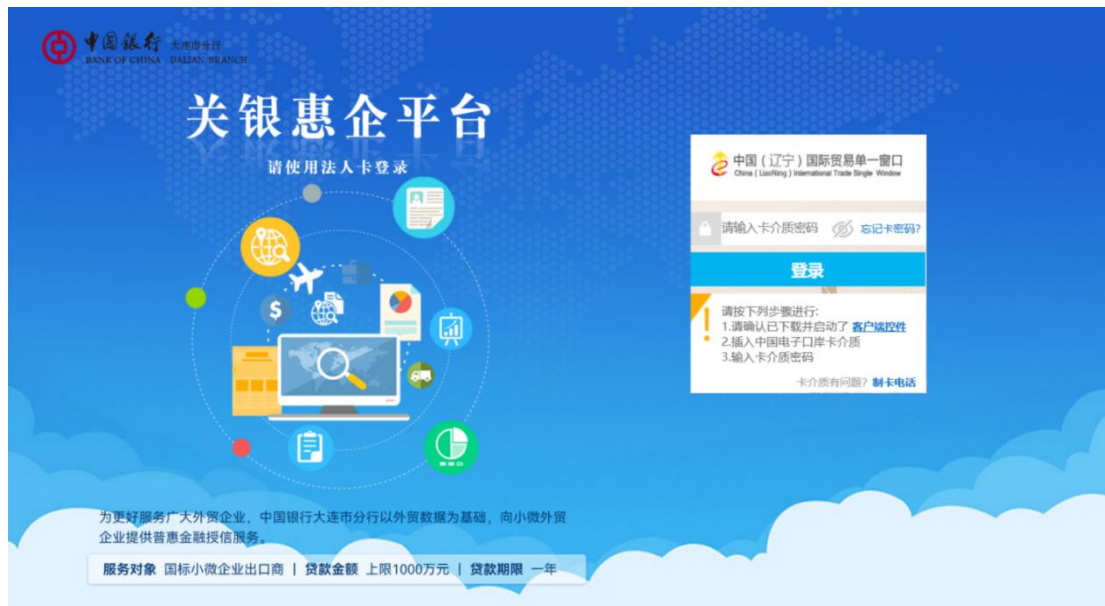 中国银行 大连市分行
BANK OF CHINA DALIAN BRANCH
关银惠企平台
请使用法人卡登录
$
中国（辽宁）国际贸易单一窗口
China ( LiaoNing ) International Trade Single Window
请输入卡介质密码 忘记卡密码?
登录
请按下列步骤进行:
1.请确认已下载并启动了 客户端控件
2.插入中国电子口岸卡介质
3.输入卡介质密码
卡介质有问题? 制卡电话
为更好服务广大外贸企业，中国银行大连市分行以外贸数据为基础，向小微外贸
企业提供普惠金融授信服务。
服务对象 国标小微企业出口商 | 贷款金额 上限1000万元 | 贷款期限 一年